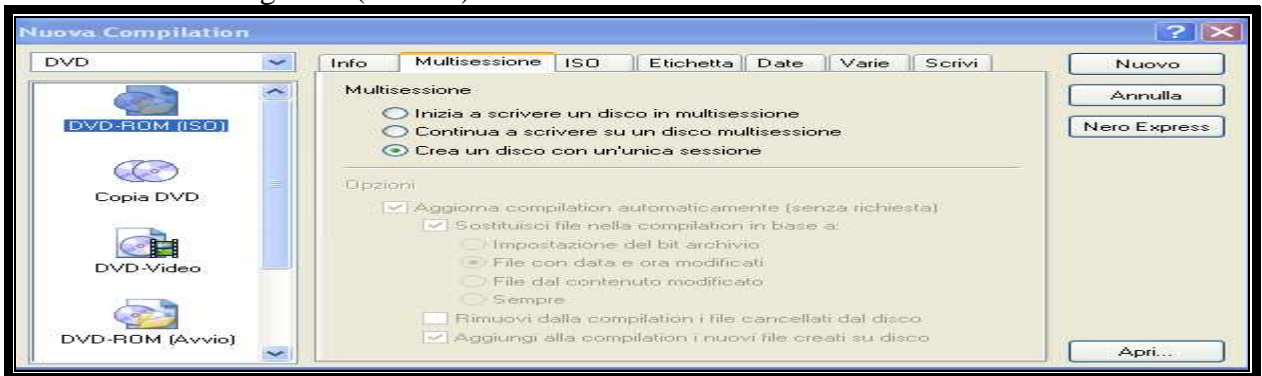 Nuova Compilation
DVD
DVD-ROM (ISO)
Copia DVD
DVD-Video
DVD-ROM (Avvio)
Info Multisessione ISO Etichetta Date Varie Scrivi
Multisessione
Inizia a scrivere un disco in multisessione
Continua a scrivere su un disco multisessione
Crea un disco con un'unica sessione
Opzioni
Aggiorna compilation automaticamente (senza richiesta)
Sostituisci file nella compilation in base a:
Impostazione del bit archivio
File con data e ora modificati
File dal contenuto modificato
Sempre
Rimuovi dalla compilation i file cancellati dal disco
Aggiungi alla compilation i nuovi file creati su disco
Nuovo
Annulla
Nero Express
Apri...